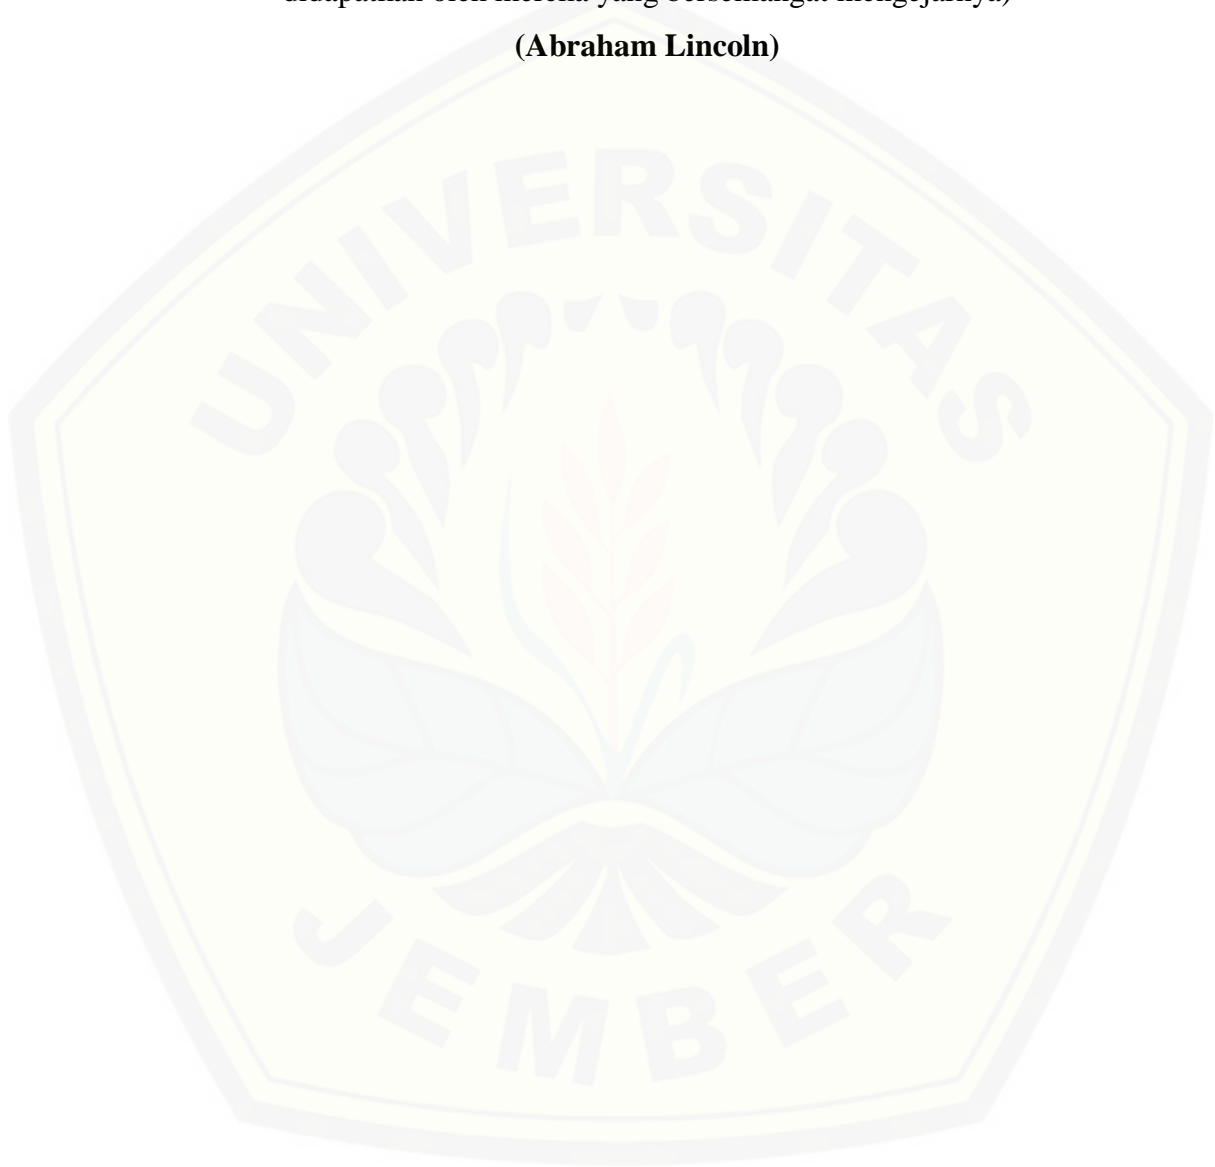 didapatkan oleh mereka yang bersemangat mengejarnya)
(Abraham Lincoln)
UNIVERSITAS
JEMBER